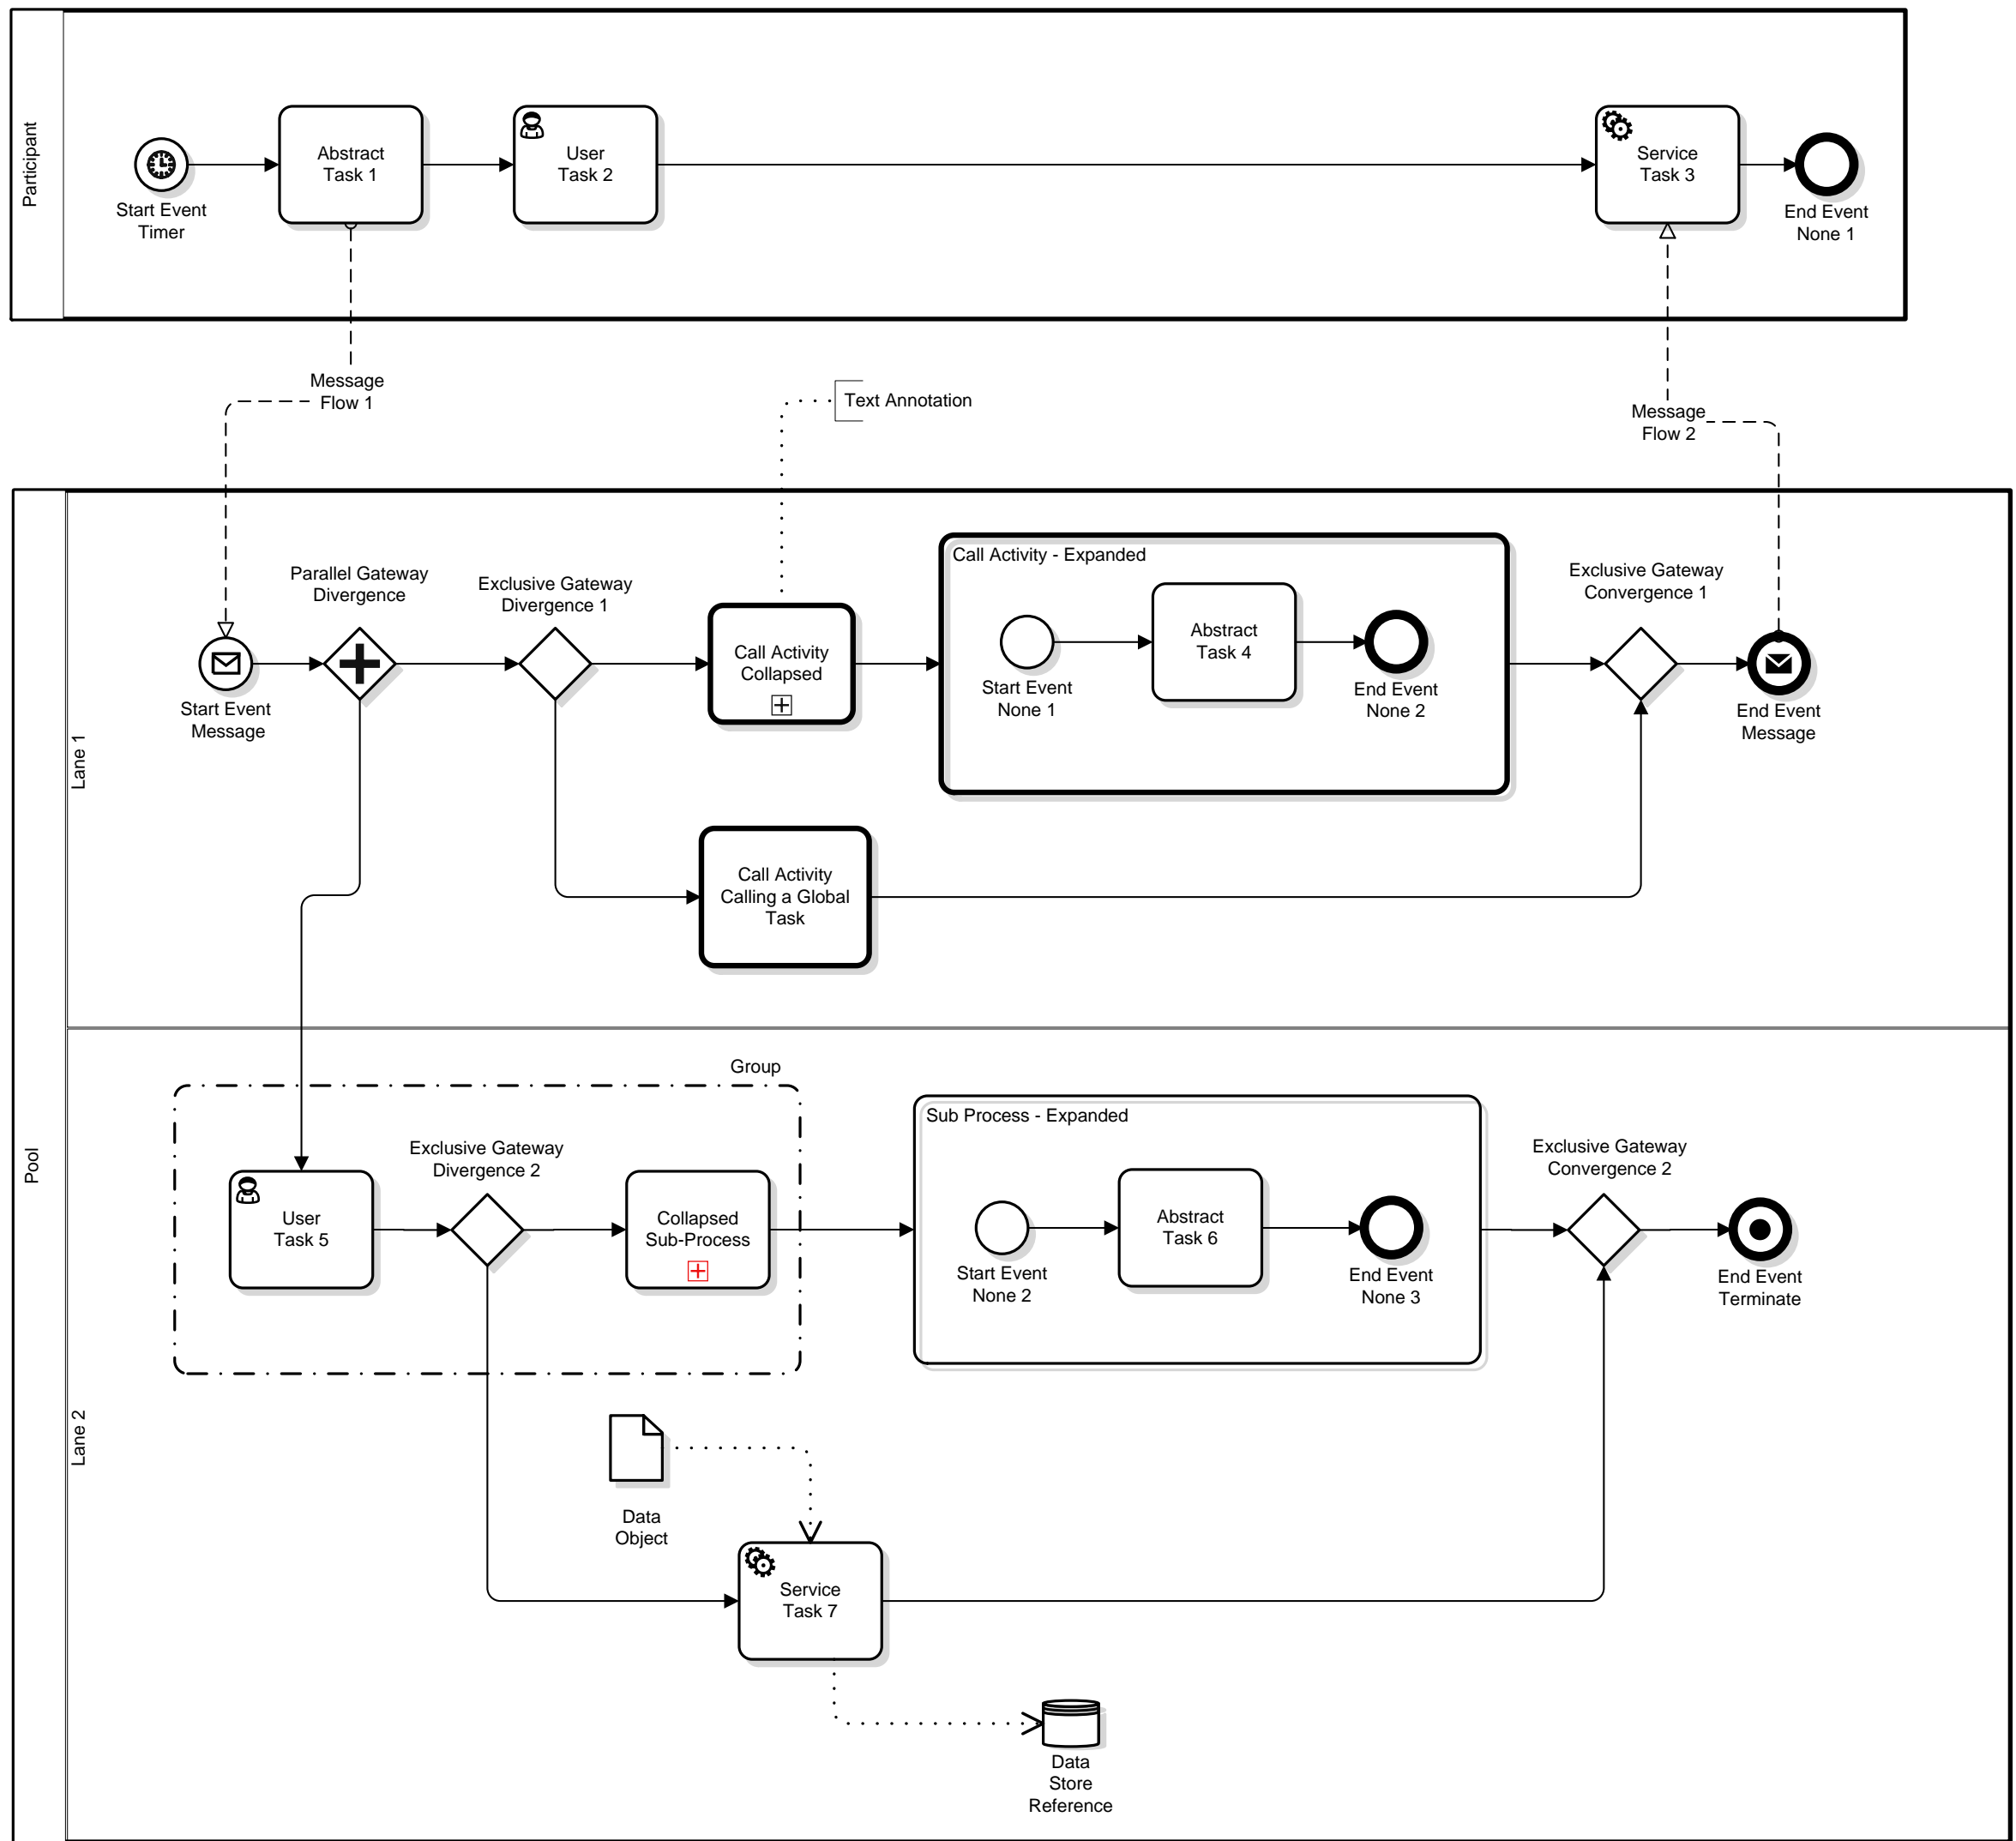 Participant
Start Event
Timer
Abstract
Task 1
User
Task 2
Service
Task 3
End Event
None 1
Message
Flow 1
Text Annotation
Message
Flow 2
Pool
Lane 1
Start Event
Message
Parallel Gateway
Divergence
Exclusive Gateway
Divergence 1
Call Activity
Collapsed
Call Activity - Expanded
Start Event
None 1
Abstract
Task 4
End Event
None 2
Exclusive Gateway
Convergence 1
End Event
Message
Call Activity
Calling a Global
Task
Lane 2
Group
User
Task 5
Exclusive Gateway
Divergence 2
Collapsed
Sub-Process
Sub Process - Expanded
Start Event
None 2
Abstract
Task 6
End Event
None 3
Exclusive Gateway
Convergence 2
End Event
Terminate
Data
Object
Service
Task 7
Data
Store
Reference